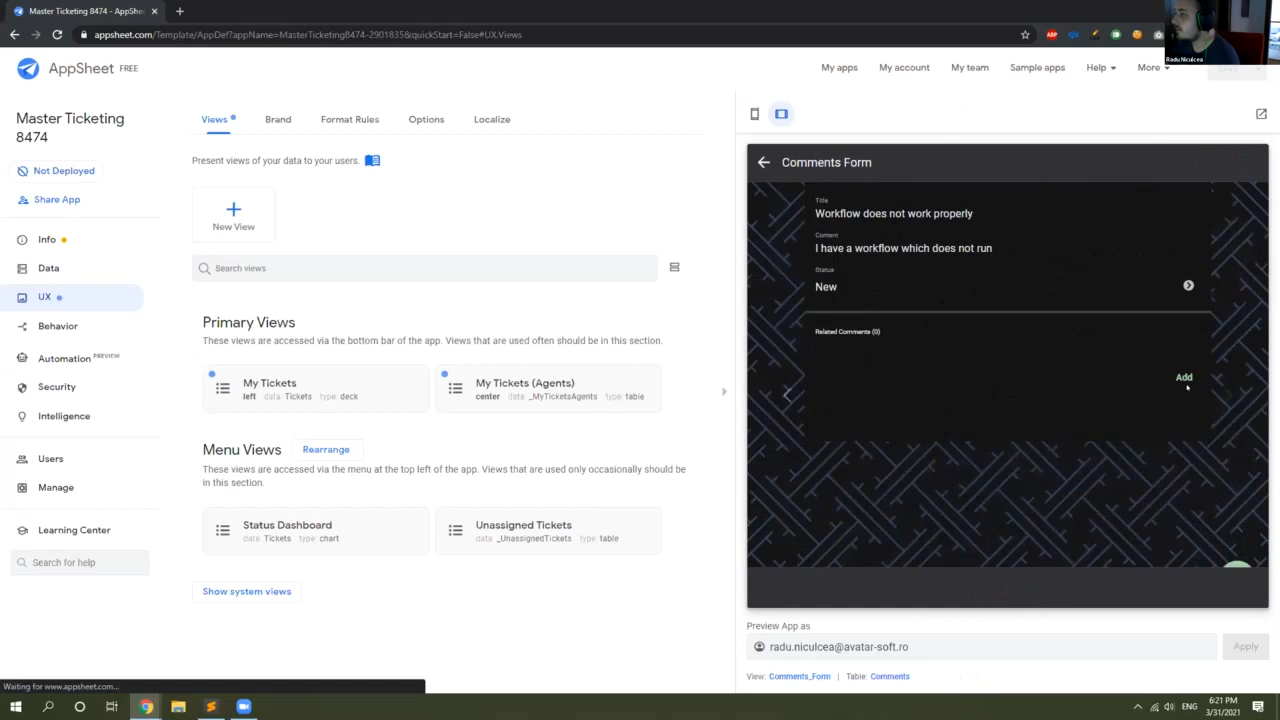 Master Ticketing 8474 - AppShee
appsheet.com/Template/AppDef?appName=MasterTicketing8474-2901835&quickStart=False#UX.Views
ABP
Radu Niculcea
AppSheet FREE
My apps
My account
My team
Sample apps
Help
More
Master Ticketing
8474
Not Deployed
Share App
Info
Data
UX
Behavior
Automation PREVIEW
Security
Intelligence
Users
Manage
Learning Center
Search for help
Views
Brand
Format Rules
Options
Localize
Present views of your data to your users.
New View
Search views
Primary Views
These views are accessed via the bottom bar of the app. Views that are used often should be in this section.
My Tickets
left data: Tickets type: deck
My Tickets (Agents)
center data: _MyTicketsAgents type: table
Menu Views
Rearrange
These views are accessed via the menu at the top left of the app. Views that are used only occasionally should be
in this section.
Status Dashboard
data: Tickets type: chart
Unassigned Tickets
data: _UnassignedTickets type: table
Show system views
Comments Form
Title
Workflow does not work properly
Content
I have a workflow which does not run
Status
New
Related Comments (0)
Add
Preview App as
radu.niculcea@avatar-soft.ro
Apply
View: Comments_Form | Table: Comments
Waiting for www.appsheet.com...
ENG
6:21 PM
3/31/2021